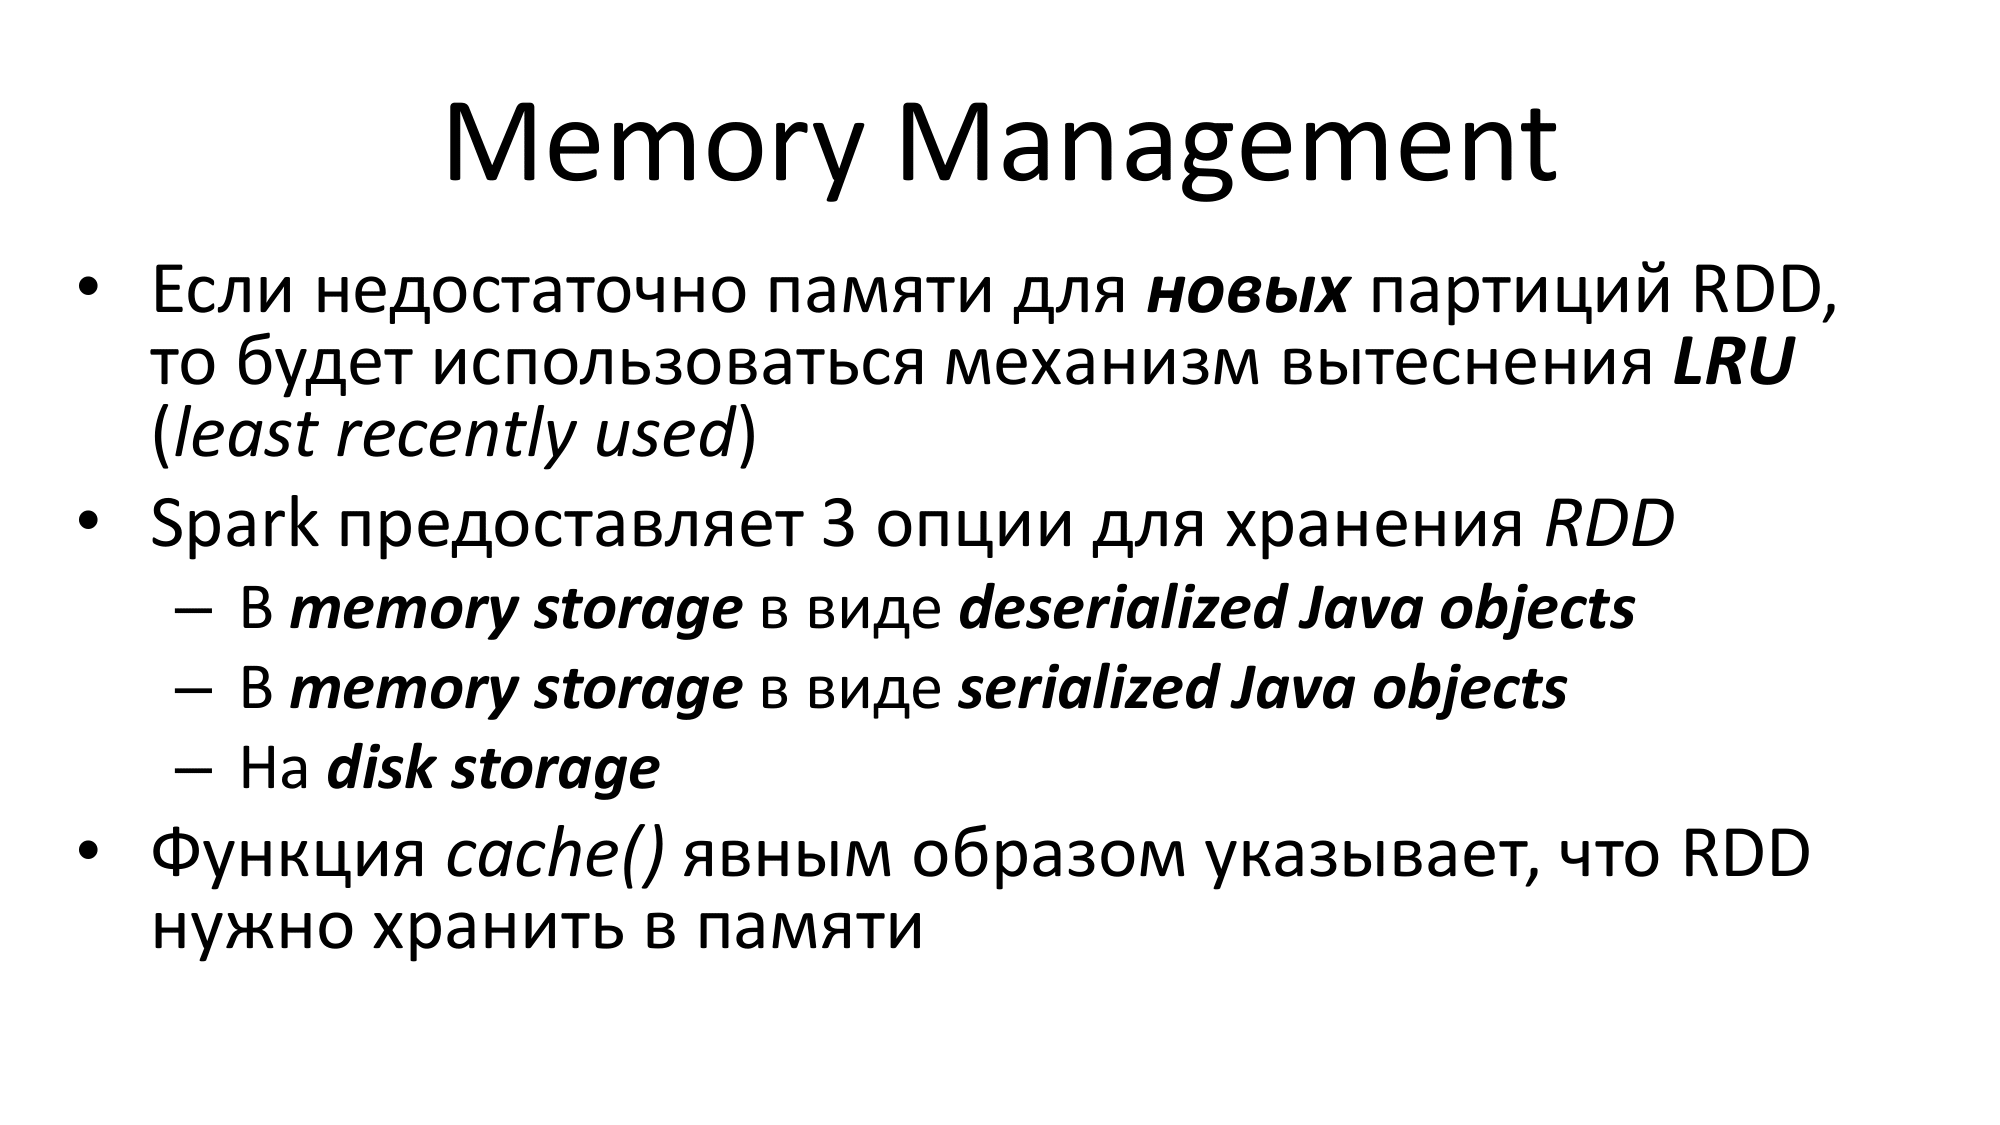 Memory Management
• Если недостаточно памяти для новых партиций RDD,
то будет использоваться механизм вытеснения LRU
(least recently used)
• Spark предоставляет 3 опции для хранения RDD
– В memory storage в виде deserialized Java objects
– В memory storage в виде serialized Java objects
– На disk storage
• Функция cache() явным образом указывает, что RDD
нужно хранить в памяти